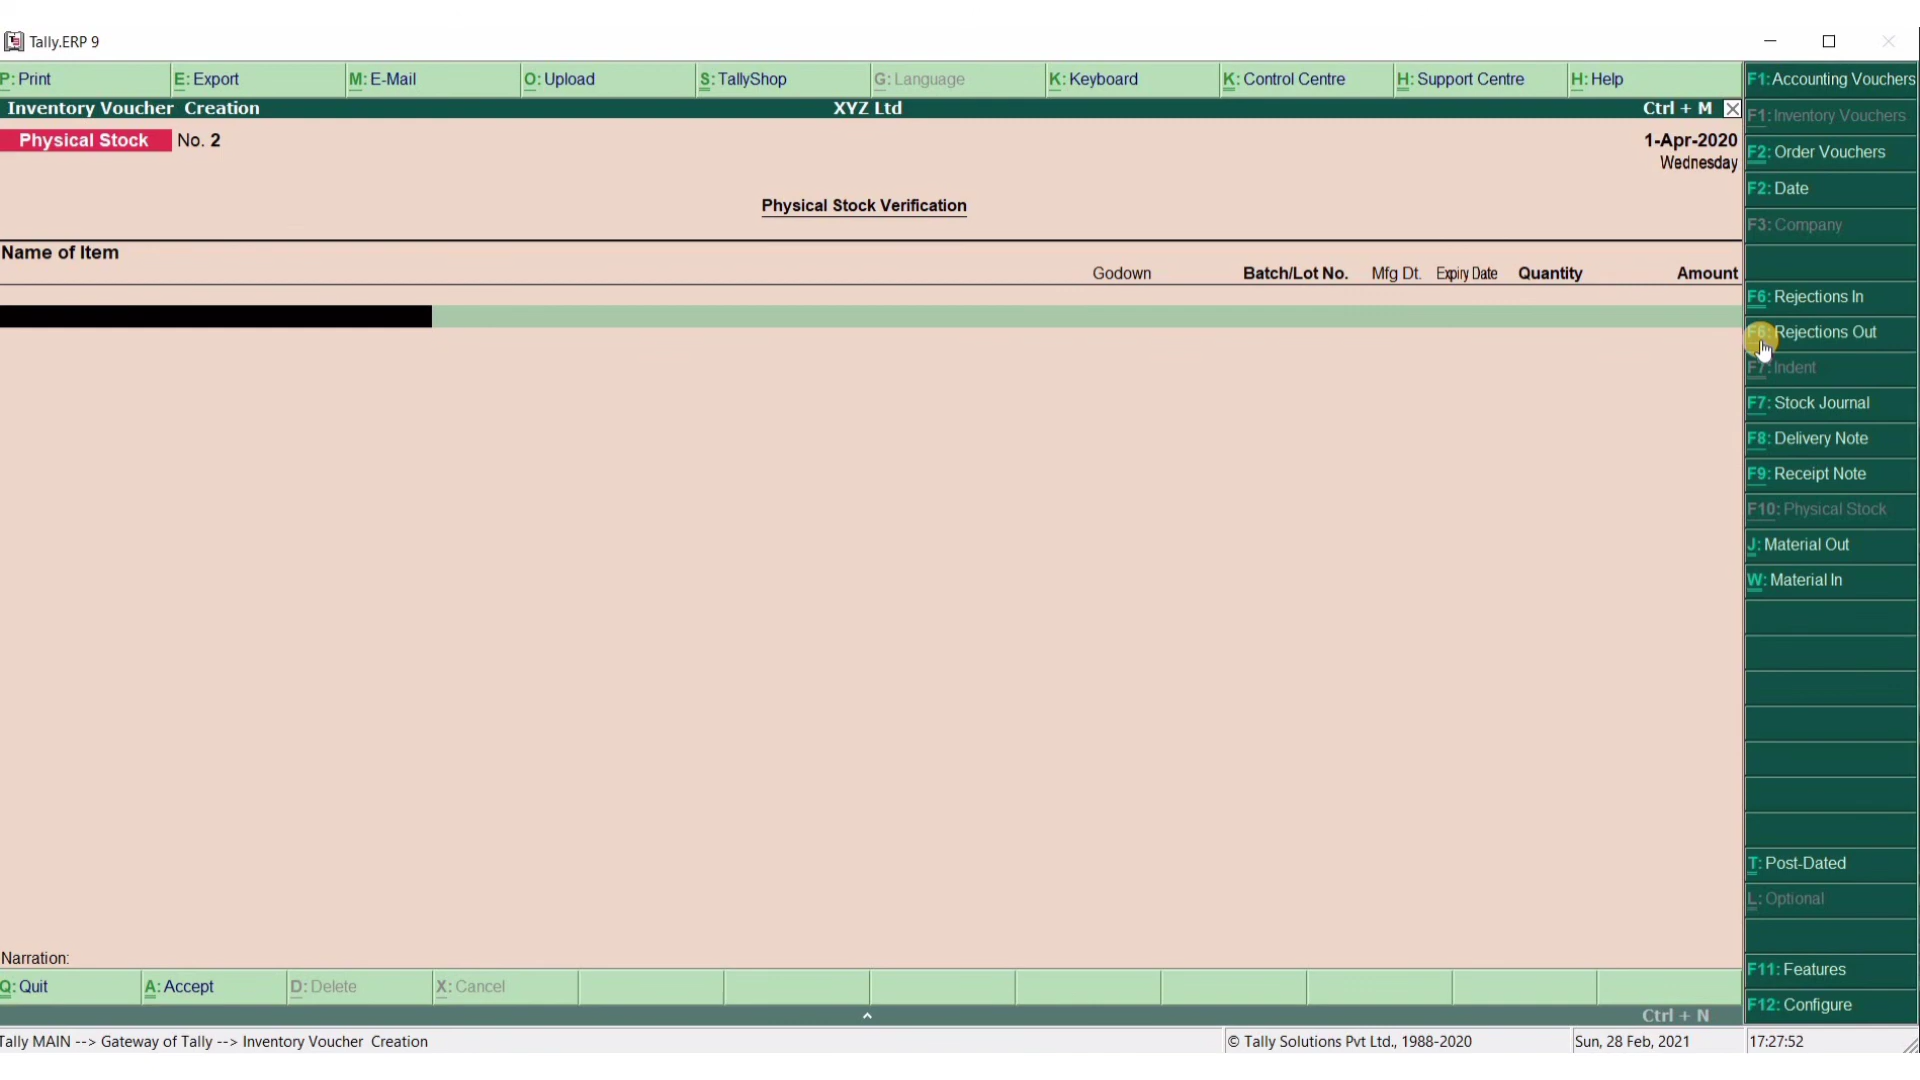 Tally.ERP 9
P: Print E: Export M: E-Mail O: Upload S: TallyShop G: Language K: Keyboard K: Control Centre H: Support Centre H: Help
Inventory Voucher Creation XYZ Ltd Ctrl + M
Physical Stock No. 2 1-Apr-2020
Wednesday
Physical Stock Verification
Name of Item
Godown Batch/Lot No. Mfg Dt. Expiry Date Quantity Amount
Narration:
Q: Quit A: Accept D: Delete X: Cancel
Ctrl + N
F1: Accounting Vouchers
F1: Inventory Vouchers
F2: Order Vouchers
F2: Date
F3: Company
F6: Rejections In
F6: Rejections Out
F7: Indent
F7: Stock Journal
F8: Delivery Note
F9: Receipt Note
F10: Physical Stock
J: Material Out
W: Material In
T: Post-Dated
L: Optional
F11: Features
F12: Configure
Tally MAIN --> Gateway of Tally --> Inventory Voucher Creation © Tally Solutions Pvt Ltd., 1988-2020 Sun, 28 Feb, 2021 17:27:52